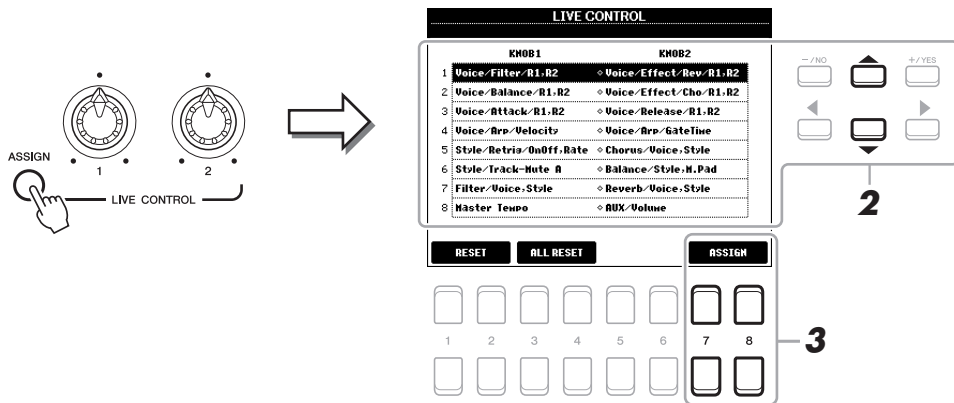 ASSIGN
1
2
LIVE CONTROL
LIVE CONTROL
KNOB1 KNOB2
1 Voice/Filter/R1,R2 ◇Voice/Effect/Rev/R1,R2
2 Voice/Balance/R1,R2 ◇Voice/Effect/Cho/R1,R2
3 Voice/Attack/R1,R2 ◇Voice/Release/R1,R2
4 Voice/Arp/Velocity ◇Voice/Arp/GateTime
5 Style/Retrig/OnOff,Rate ◇Chorus/Voice,Style
6 Style/Track-Mute A ◇Balance/Style,M.Pad
7 Filter/Voice,Style ◇Reverb/Voice,Style
8 Master Tempo ◇AUX/Volume
RESET ALL RESET ASSIGN
–/NO +/YES
2
1 2 3 4 5 6 7 8
3